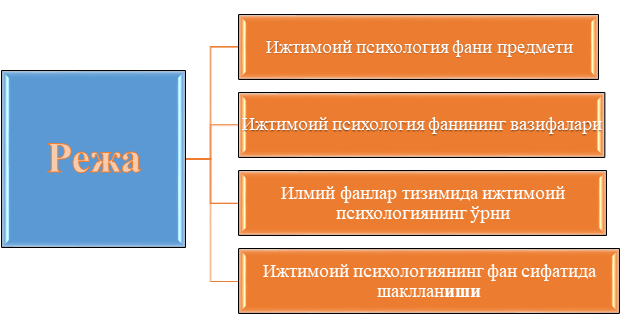 Режа
Ижтимоий психология фани предмети
Ижтимоий психология фанининг вазифалари
Илмий фанлар тизимида ижтимоий
психологиянинг ўрни
Ижтимоий психологиянинг фан сифатида
шаклланиши